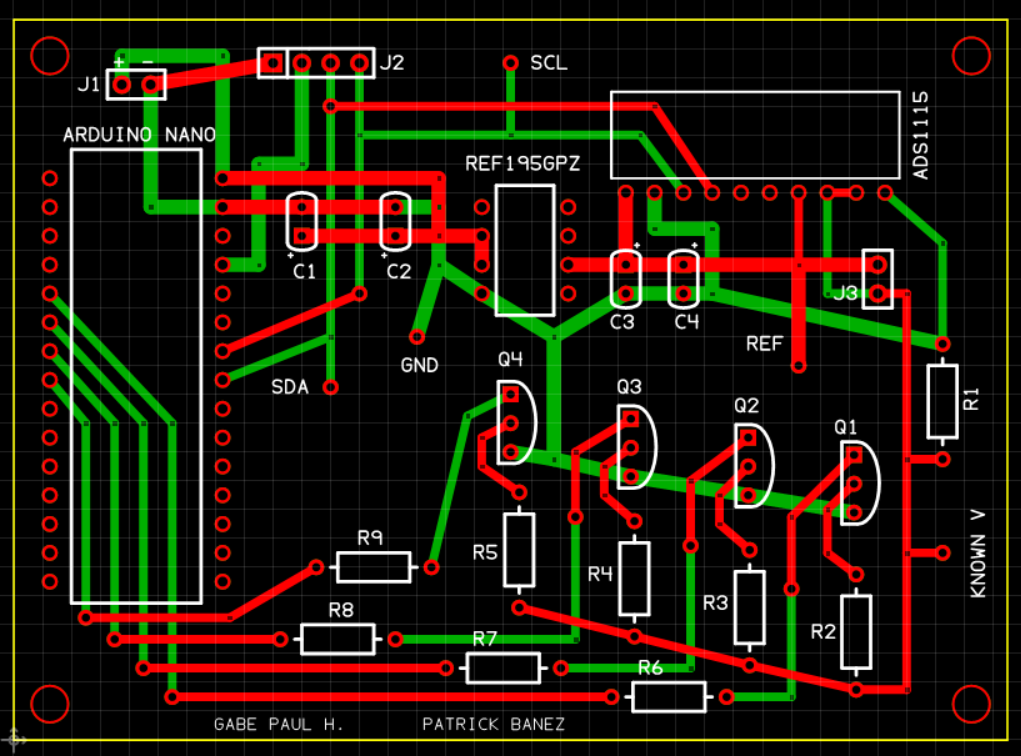 + -
J1
J2
SCL
ADS1115
ARDUINO NANO
REF195GPZ
+ + + +
C1
C2
C3
C4
J3
REF
GND
SDA
Q4
Q3
Q2
Q1
R1
R9
R5
R4
R3
R2
KNOWN V
R8
R7
R6
GABE PAUL H.
PATRICK BANEZ